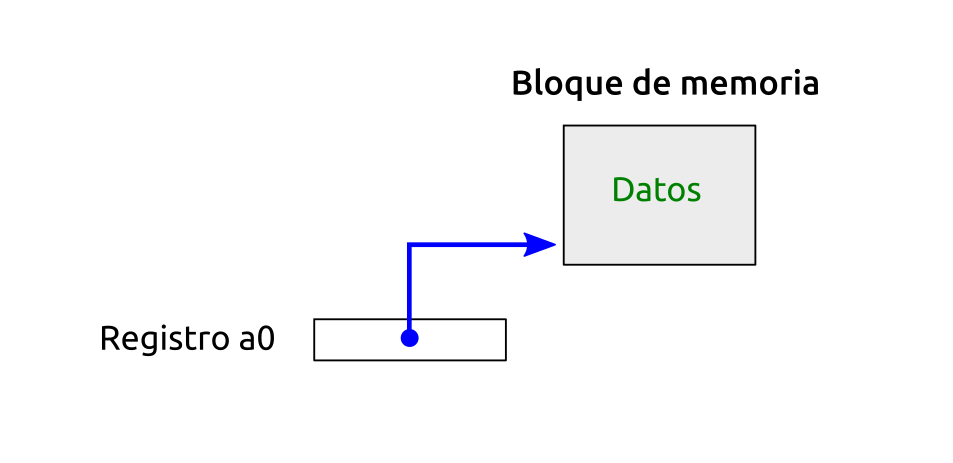 Bloque de memoria
Datos
Registro a0